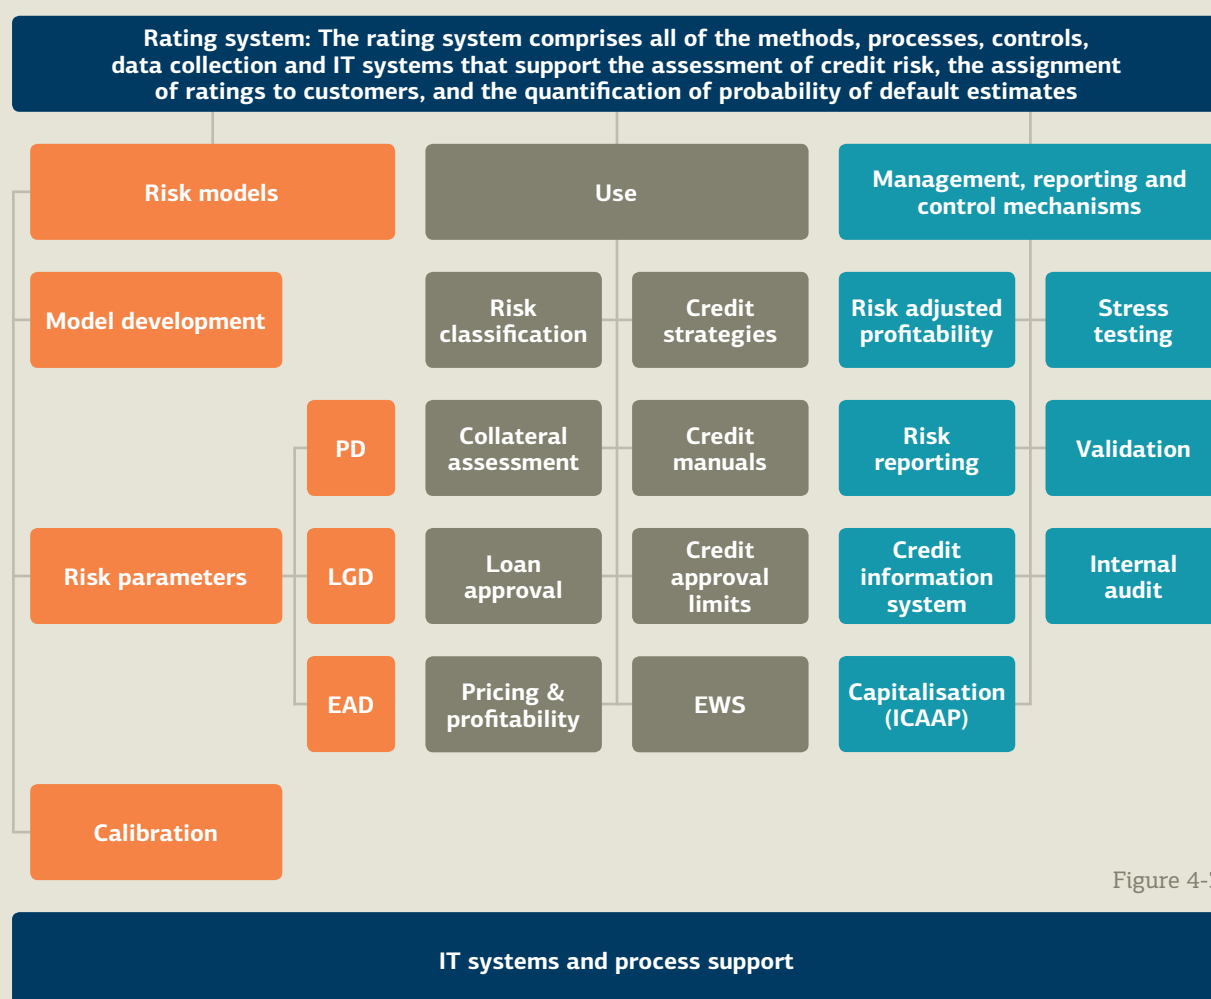 Rating system: The rating system comprises all of the methods, processes, controls,
data collection and IT systems that support the assessment of credit risk, the assignment
of ratings to customers, and the quantification of probability of default estimates
Risk models
Model development
Risk parameters
PD
LGD
EAD
Calibration
Use
Risk
classification
Credit
strategies
Collateral
assessment
Credit
manuals
Loan
approval
Credit
approval
limits
Pricing &
profitability
EWS
Management, reporting and
control mechanisms
Risk adjusted
profitability
Stress
testing
Risk
reporting
Validation
Credit
information
system
Internal
audit
Capitalisation
(ICAAP)
Figure 4-
IT systems and process support